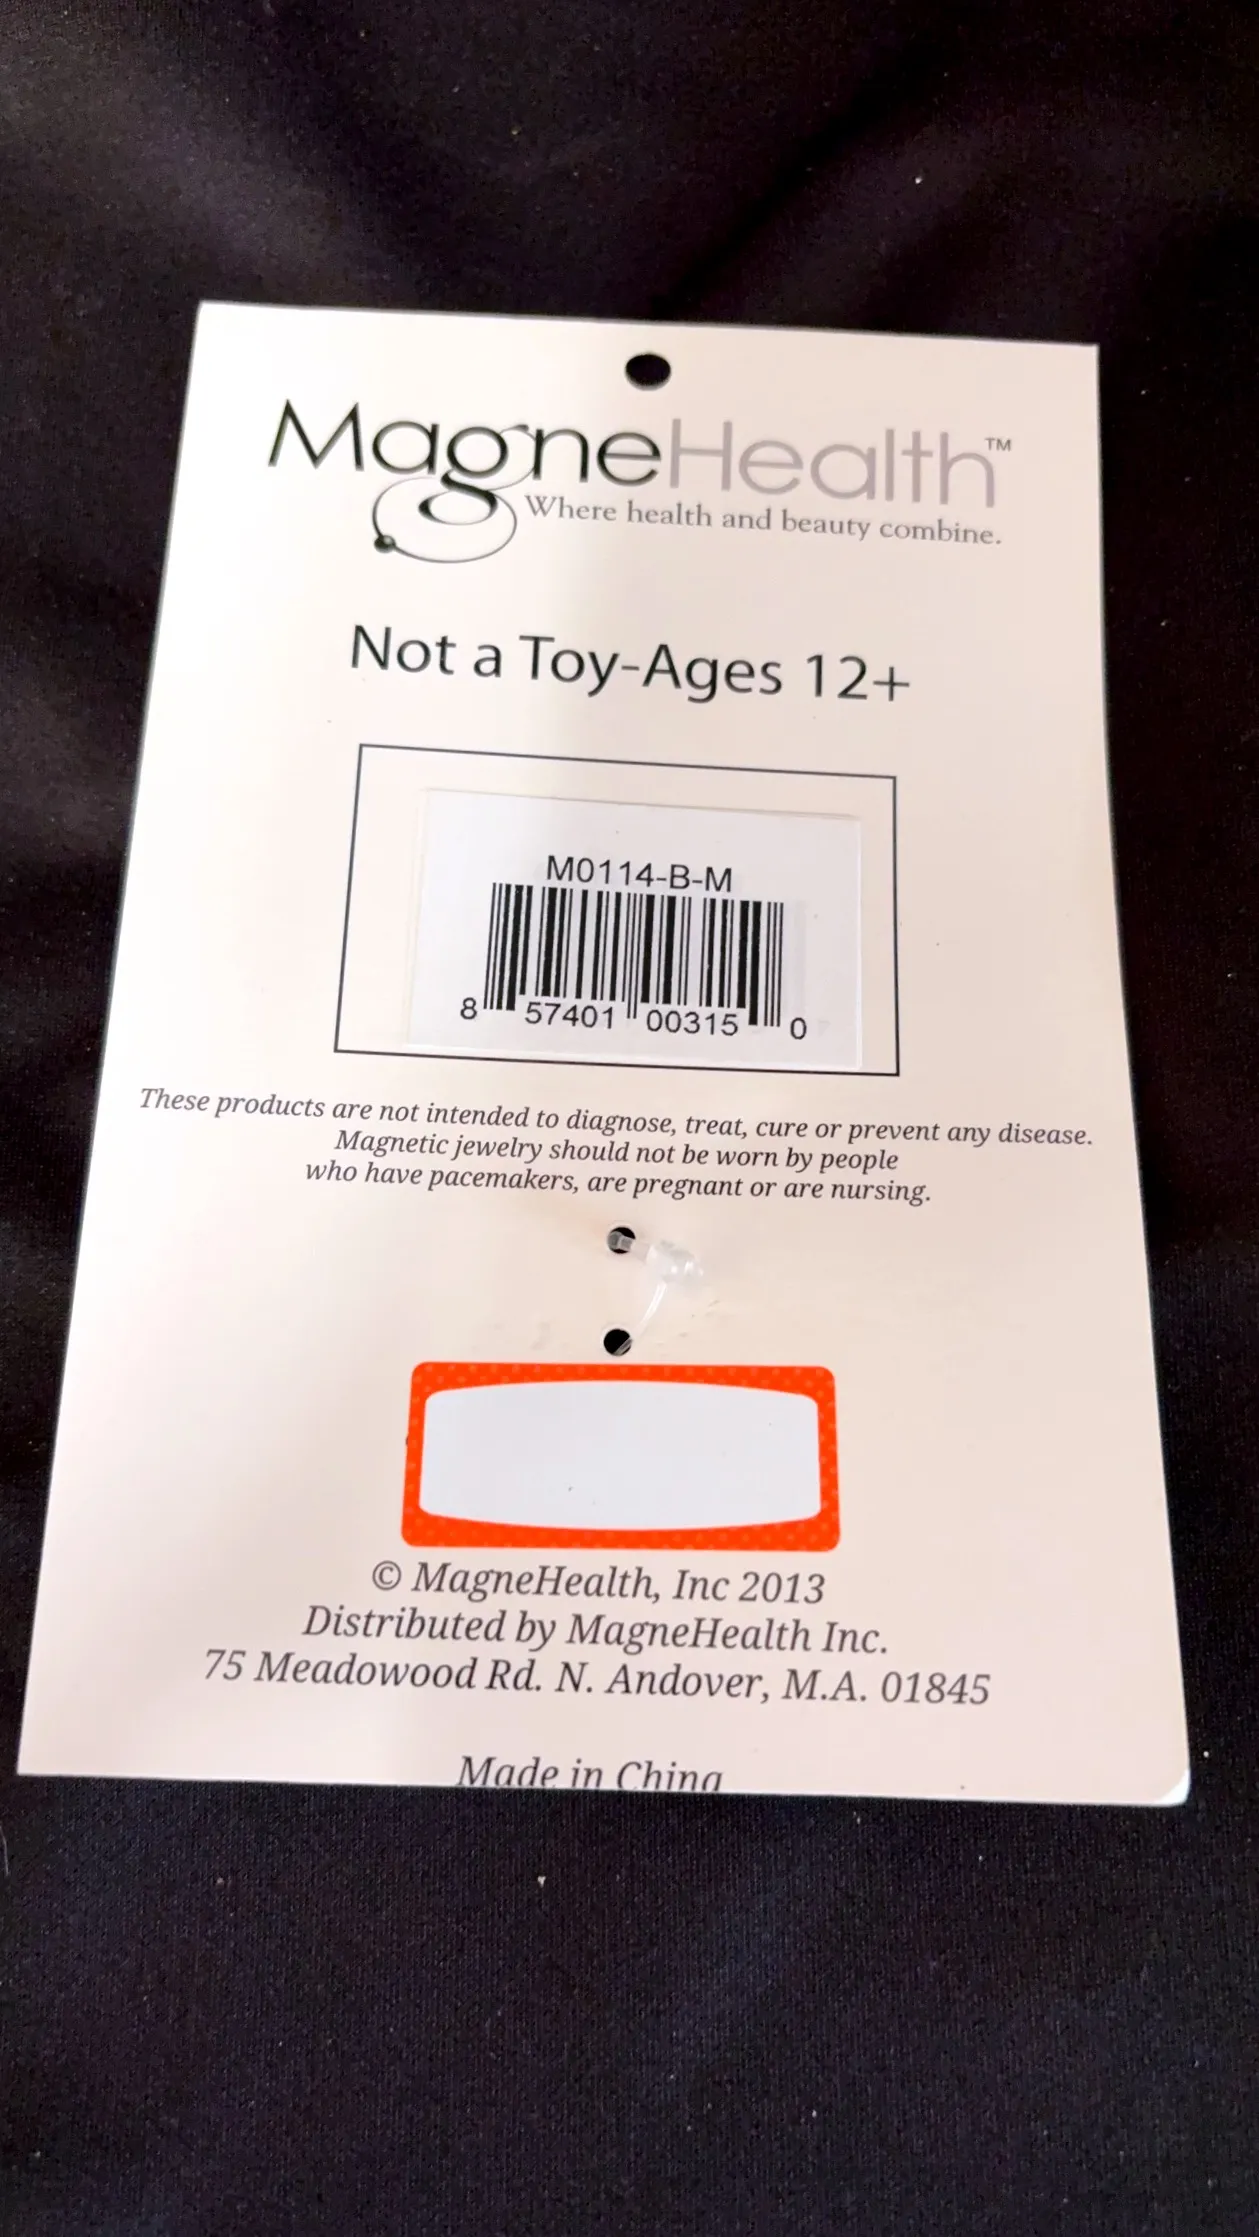 MagneHealth™
Where health and beauty combine.
Not a Toy-Ages 12+
M0114-B-M
8 57401 00315 0
These products are not intended to diagnose, treat, cure or prevent any disease.
Magnetic jewelry should not be worn by people
who have pacemakers, are pregnant or are nursing.
© MagneHealth, Inc 2013
Distributed by MagneHealth Inc.
75 Meadowood Rd. N. Andover, M.A. 01845
Made in China